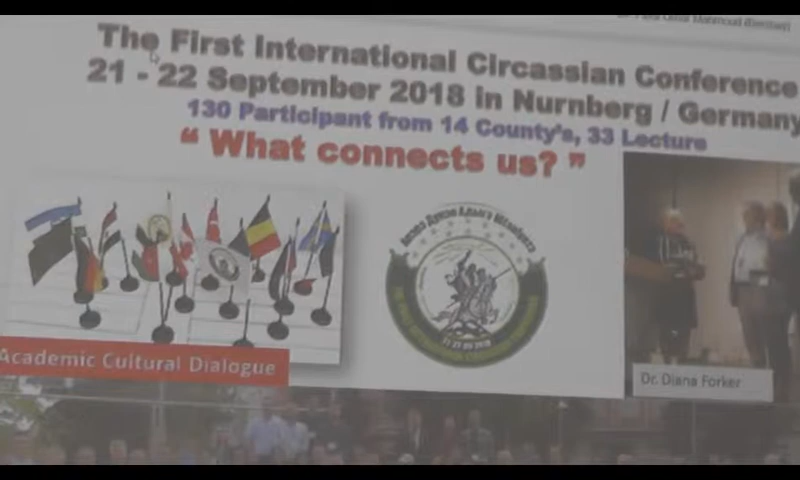 The First International Circassian Conference
21 - 22 September 2018 in Nurnberg / Germany
130 Participant from 14 County's, 33 Lecture
“ What connects us? ”
Academic Cultural Dialogue
Dr. Diana Forker